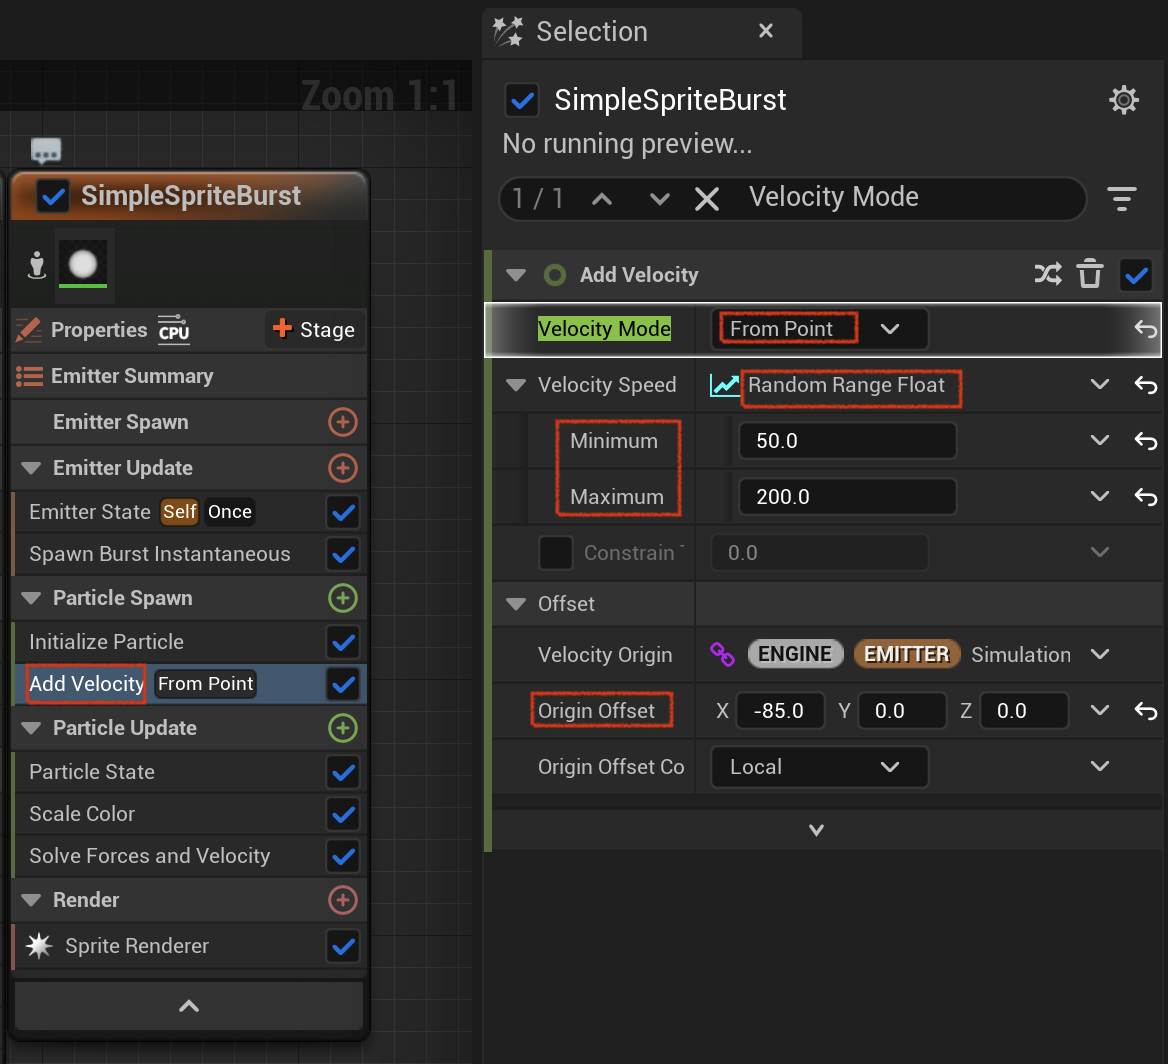 Zoom 1:1
SimpleSpriteBurst
Properties CPU + Stage
Emitter Summary
Emitter Spawn
Emitter Update
Emitter State Self Once
Spawn Burst Instantaneous
Particle Spawn
Initialize Particle
Add Velocity From Point
Particle Update
Particle State
Scale Color
Solve Forces and Velocity
Render
Sprite Renderer
Selection
SimpleSpriteBurst
No running preview...
1 / 1 Velocity Mode
Add Velocity
Velocity Mode From Point
Velocity Speed Random Range Float
Minimum 50.0
Maximum 200.0
Constrain 0.0
Offset
Velocity Origin ENGINE EMITTER Simulation
Origin Offset X -85.0 Y 0.0 Z 0.0
Origin Offset Co Local